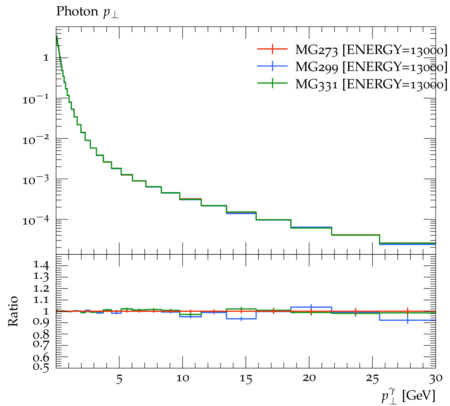 Photon p⊥
MG273 [ENERGY=13000]
MG299 [ENERGY=13000]
MG331 [ENERGY=13000]
1
10⁻¹
10⁻²
10⁻³
10⁻⁴
1.4
1.3
1.2
1.1
1
0.9
0.8
0.7
0.6
0.5
Ratio
5 10 15 20 25 30
p⊥^γ [GeV]